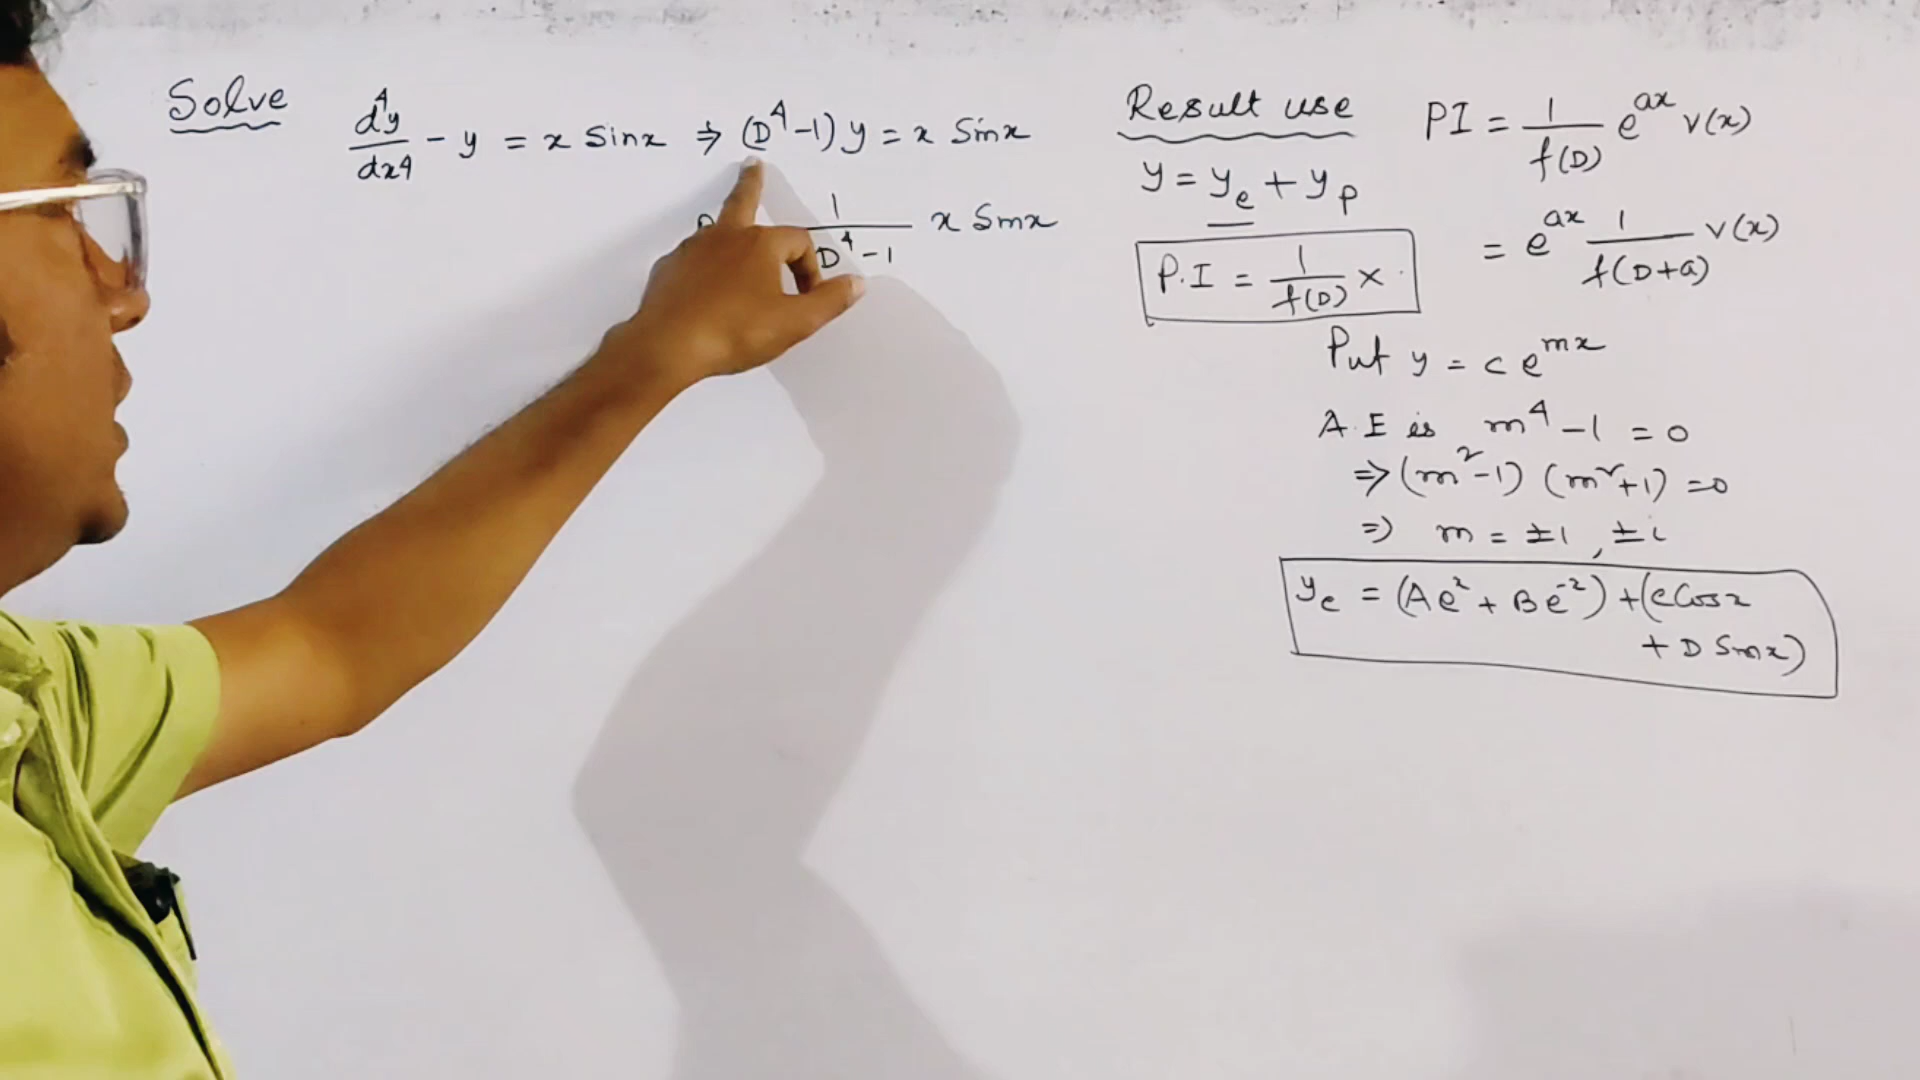 Solve d⁴y/dx⁴ - y = x Sinx ⇒ (D⁴-1) y = x Sinx
1/D⁴-1 x Sinx
Result use
y = y_c + y_p
P.I = 1/f(D) X.
PI = 1/f(D) e^ax v(x)
= e^ax 1/f(D+a) v(x)
Put y = c e^mx
A.E is m⁴-1 = 0
⇒ (m²-1) (m²+1) = 0
⇒ m = ±1, ±i
y_c = (Ae^x + Be^-x) + (c Cosx
+ D Sinx)